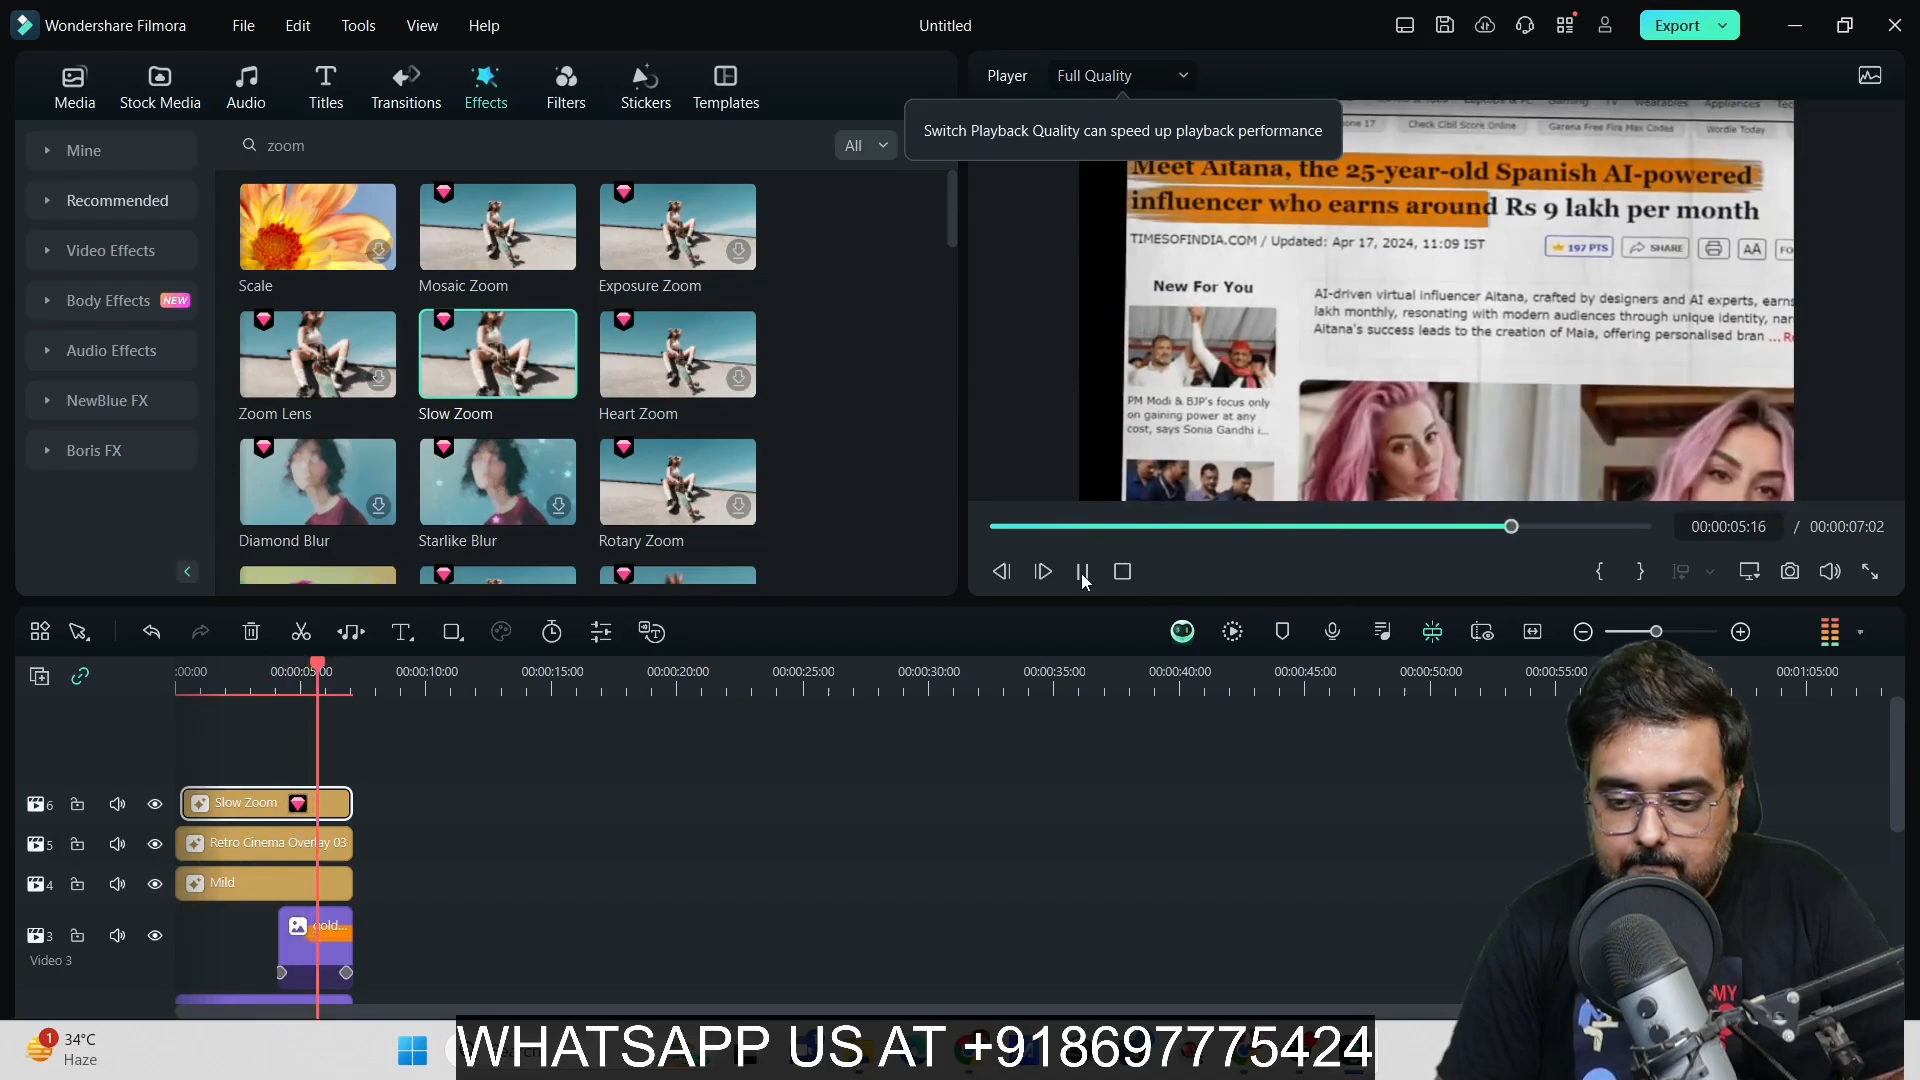 Wondershare Filmora
File
Edit
Tools
View
Help
Untitled
Export
Media
Stock Media
Audio
Titles
Transitions
Effects
Filters
Stickers
Templates
Player
Full Quality
Switch Playback Quality can speed up playback performance
Mine
Recommended
Video Effects
Body Effects NEW
Audio Effects
NewBlue FX
Boris FX
zoom
All
Scale
Mosaic Zoom
Exposure Zoom
Zoom Lens
Slow Zoom
Heart Zoom
Diamond Blur
Starlike Blur
Rotary Zoom
Check Cibil Score Online
Garena Free Fire Max Codes
Wordle Today
Meet Aitana, the 25-year-old Spanish AI-powered
influencer who earns around Rs 9 lakh per month
TIMESOFINDIA.COM / Updated: Apr 17, 2024, 11:09 IST
197 PTS
SHARE
AA
New For You
AI-driven virtual influencer Aitana, crafted by designers and AI experts, earns
lakh monthly, resonating with modern audiences through unique identity,
Aitana's success leads to the creation of Maia, offering personalised bran ...
PM Modi & BJP's focus only
on gaining power at any
cost, says Sonia Gandhi i...
00:00:05:16 / 00:00:07:02
:00:00
00:00:05:00
00:00:10:00
00:00:15:00
00:00:20:00
00:00:25:00
00:00:30:00
00:00:35:00
00:00:40:00
00:00:45:00
00:00:50:00
00:00:55:00
00:01:05:00
6
Slow Zoom
5
Retro Cinema Overlay 03
4
Mild
3
gold...
Video 3
MY
1
34°C
Haze
WHATSAPP US AT +918697775424